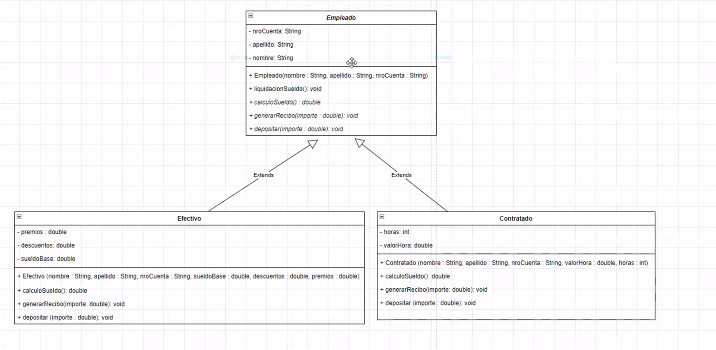 Empleado
- nroCuenta: String
- apellido: String
- nombre: String
+ Empleado(nombre : String, apellido : String, nroCuenta : String)
+ liquidacionSueldo(): void
+ calculoSueldo() : double
+ generarRecibo(importe : double): void
+ depositar(importe : double): void
Extends
Extends
Efectivo
- premios : double
- descuentos: double
- sueldoBase: double
+ Efectivo (nombre : String, apellido : String, nroCuenta : String, sueldoBase : double, descuentos : double, premios : double)
+ calculoSueldo(): double
+ generarRecibo(importe: double): void
+ depositar (importe : double): void
Contratado
- horas: int
- valorHora: double
+ Contratado (nombre : String, apellido : String, nroCuenta : String, valorHora : double, horas : int)
+ calculoSueldo(): double
+ generarRecibo(importe: double): void
+ depositar (importe : double): void